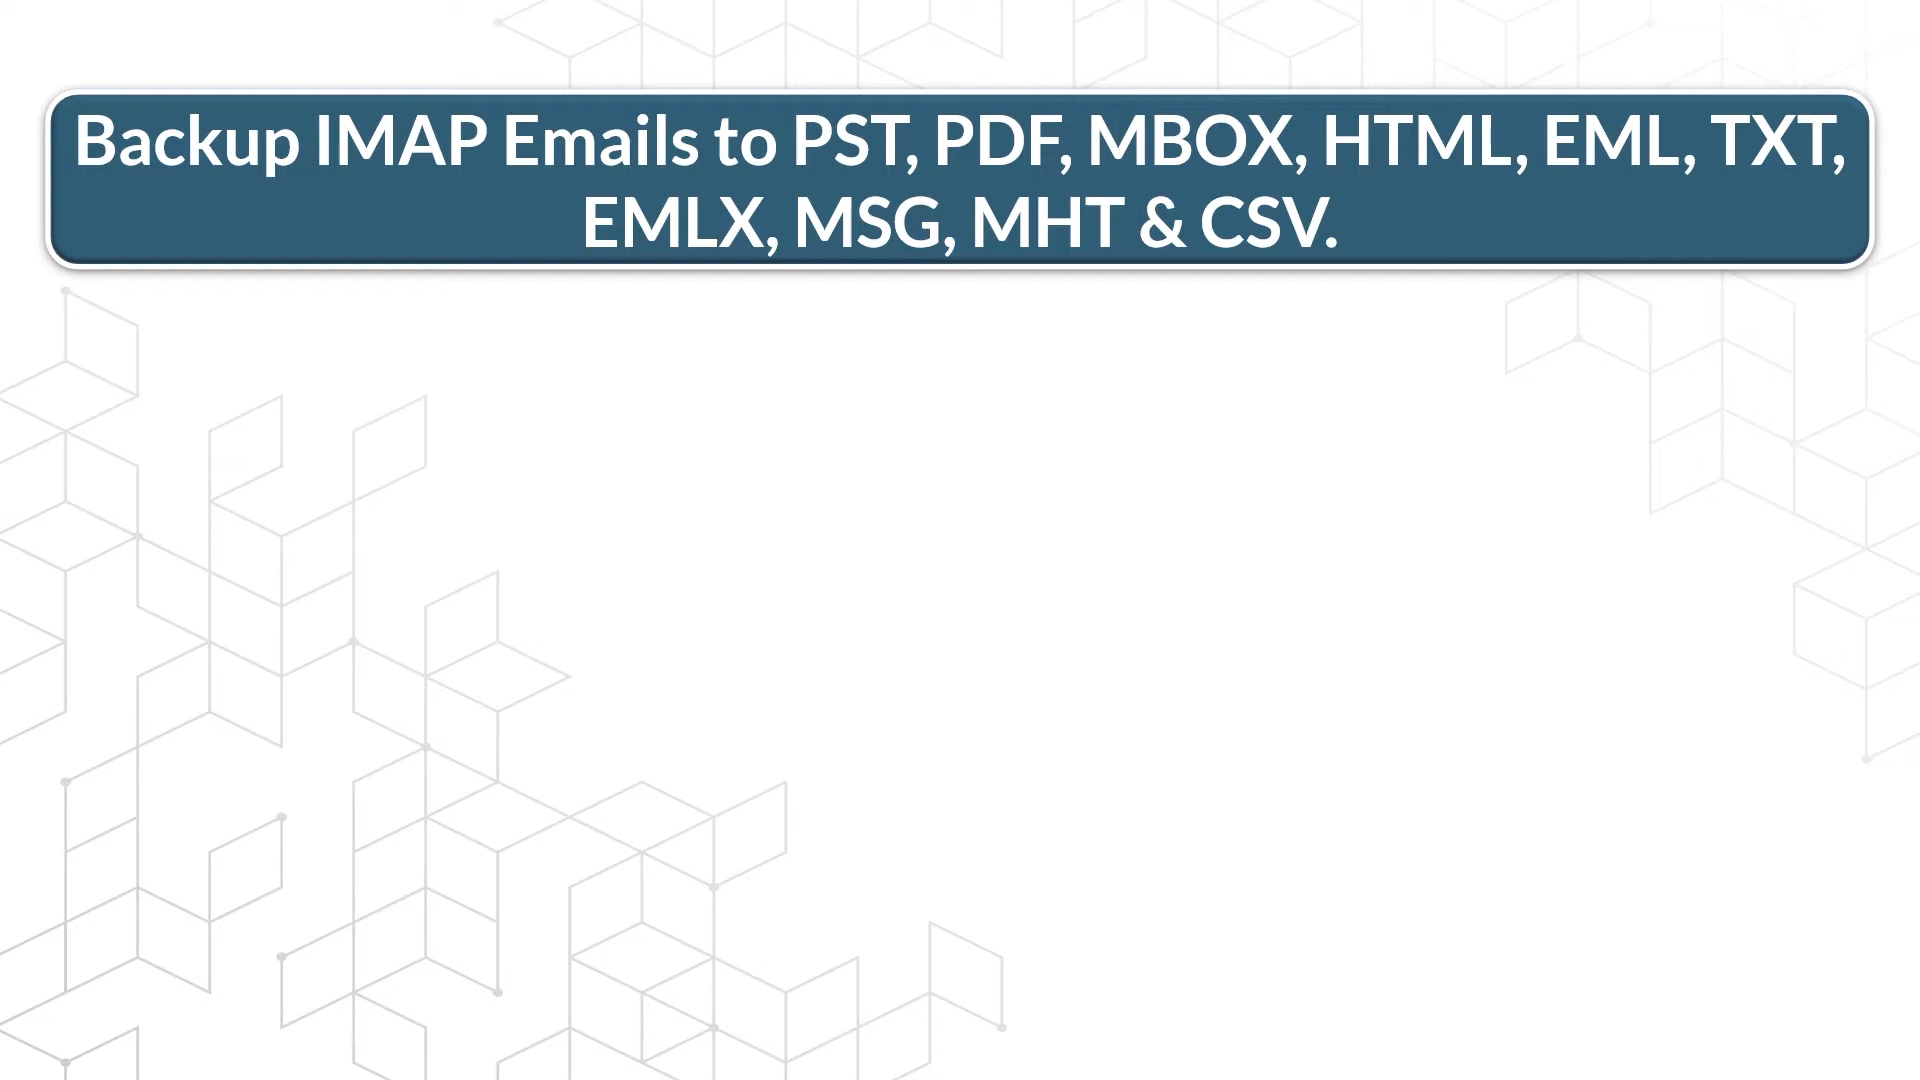 Backup IMAP Emails to PST, PDF, MBOX, HTML, EML, TXT,
EMLX, MSG, MHT & CSV.